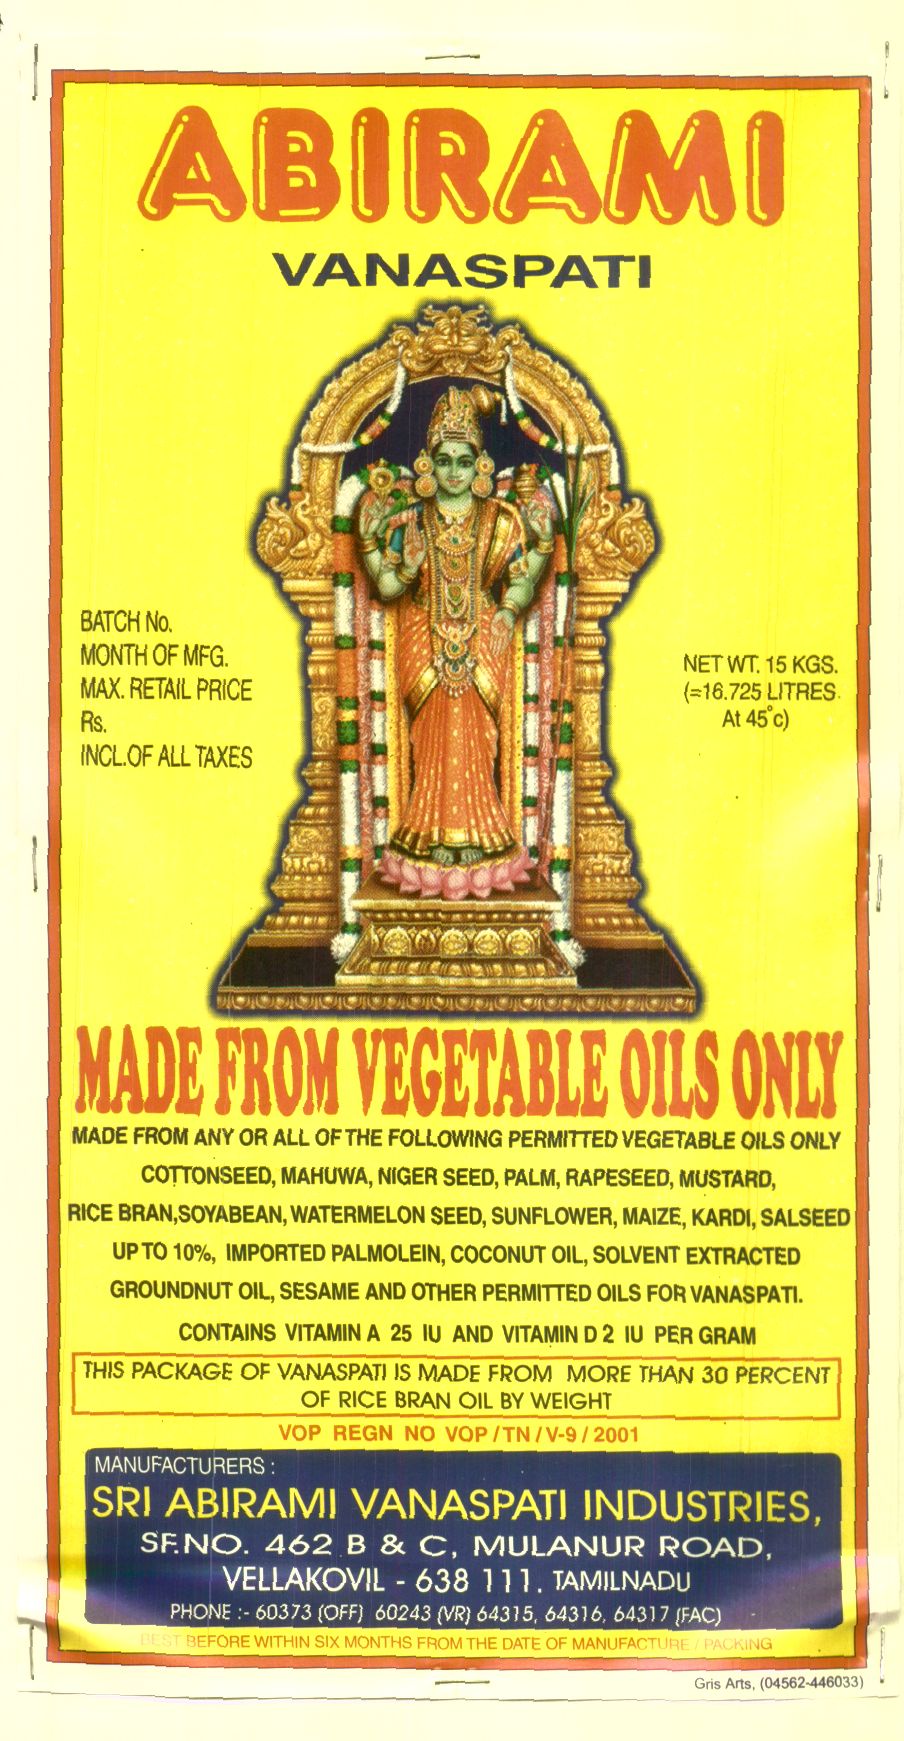 ABIRAMI
VANASPATI
BATCH No.
MONTH OF MFG.
MAX. RETAIL PRICE
Rs.
INCL.OF ALL TAXES
NET WT. 15 KGS.
(=16.725 LITRES
At 45°c)
MADE FROM VEGETABLE OILS ONLY
MADE FROM ANY OR ALL OF THE FOLLOWING PERMITTED VEGETABLE OILS ONLY
COTTONSEED, MAHUWA, NIGER SEED, PALM, RAPESEED, MUSTARD,
RICE BRAN,SOYABEAN, WATERMELON SEED, SUNFLOWER, MAIZE, KARDI, SALSEED
UP TO 10%, IMPORTED PALMOLEIN, COCONUT OIL, SOLVENT EXTRACTED
GROUNDNUT OIL, SESAME AND OTHER PERMITTED OILS FOR VANASPATI.
CONTAINS VITAMIN A 25 IU AND VITAMIN D 2 IU PER GRAM
THIS PACKAGE OF VANASPATI IS MADE FROM MORE THAN 30 PERCENT
OF RICE BRAN OIL BY WEIGHT
VOP REGN NO VOP / TN / V-9 / 2001
MANUFACTURERS :
SRI ABIRAMI VANASPATI INDUSTRIES,
SF.NO. 462 B & C, MULANUR ROAD,
VELLAKOVIL - 638 111. TAMILNADU
PHONE :- 60373 (OFF) 60243 (VR) 64315, 64316, 64317 (FAC)
BEST BEFORE WITHIN SIX MONTHS FROM THE DATE OF MANUFACTURE / PACKING
Gris Arts, (04562-446033)